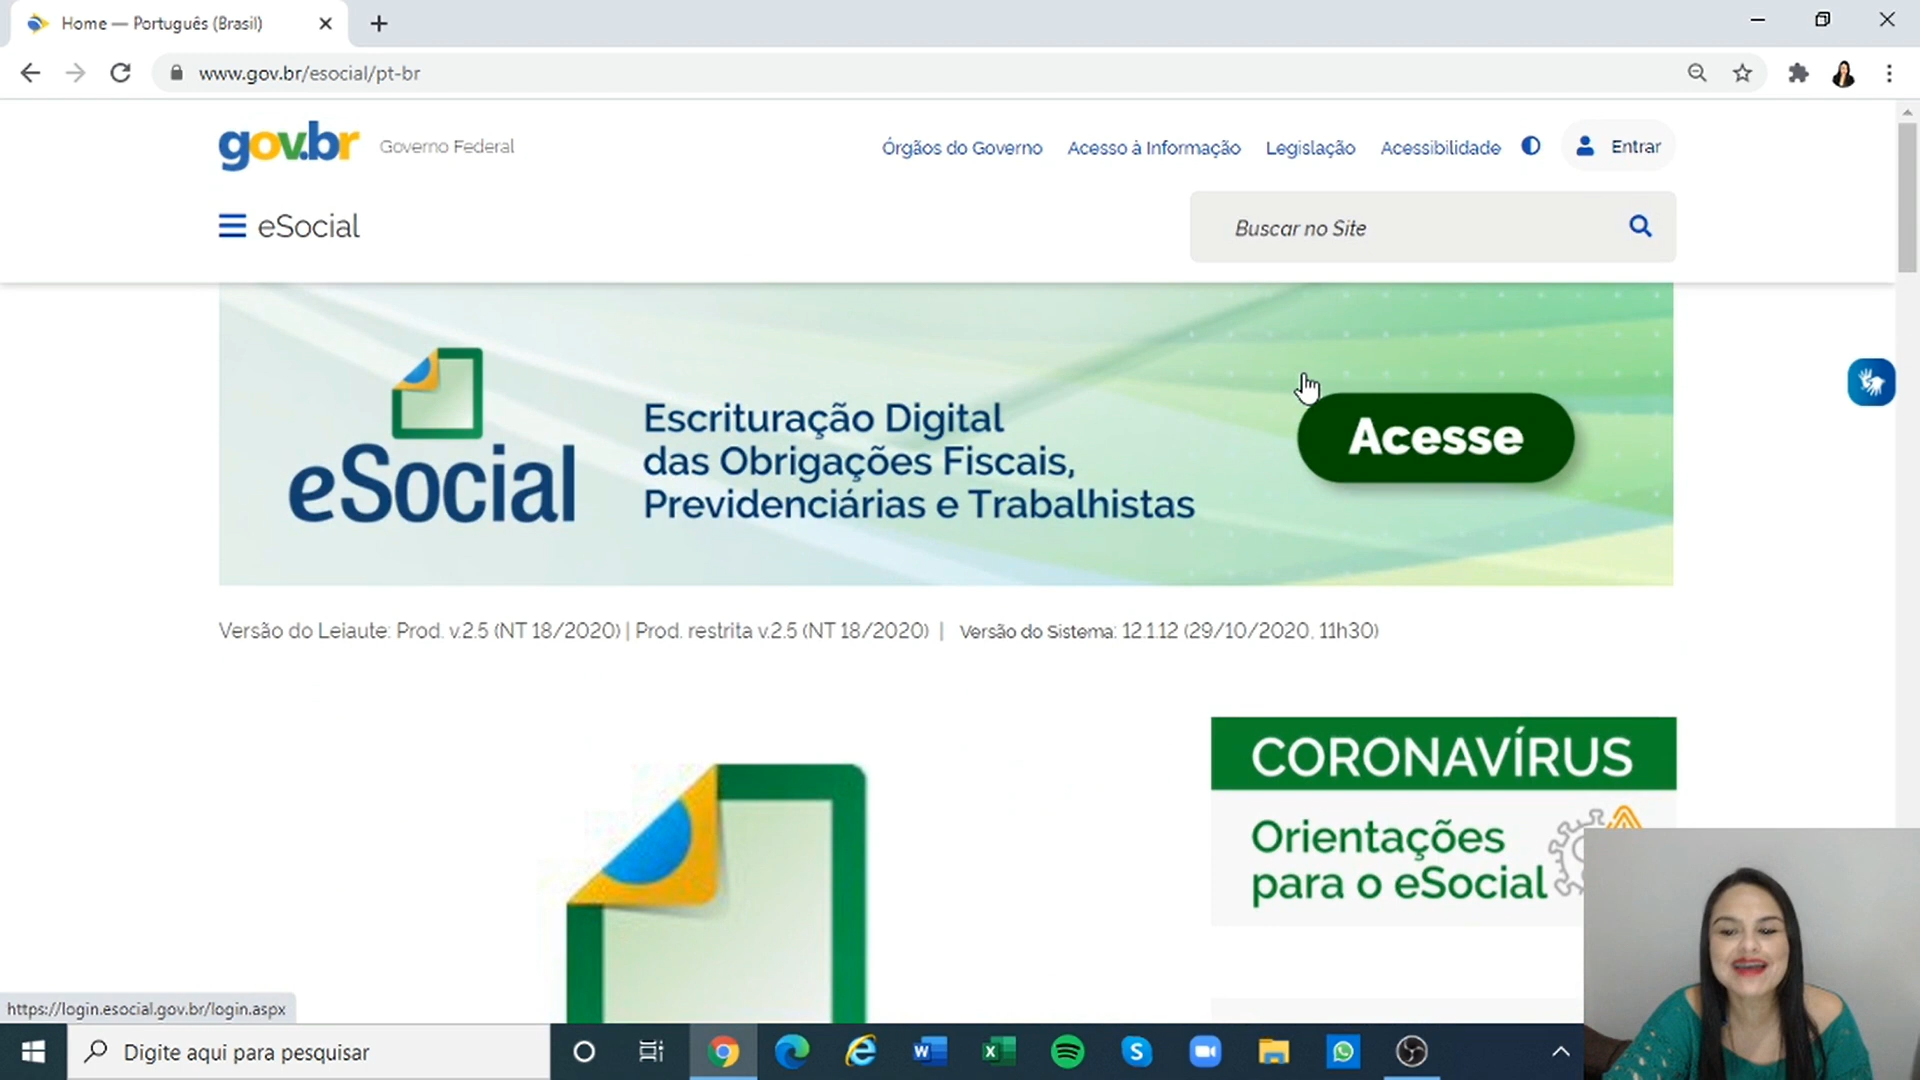 Home — Português (Brasil)
www.gov.br/esocial/pt-br
gov.br
Governo Federal
Órgãos do Governo
Acesso à Informação
Legislação
Acessibilidade
Entrar
eSocial
Buscar no Site
eSocial
Escrituração Digital
das Obrigações Fiscais,
Previdenciárias e Trabalhistas
Acesse
Versão do Leiaute: Prod. v.2.5 (NT 18/2020) | Prod. restrita v.2.5 (NT 18/2020) | Versão do Sistema: 12.1.12 (29/10/2020, 11h30)
CORONAVÍRUS
Orientações
para o eSocial
https://login.esocial.gov.br/login.aspx
Digite aqui para pesquisar